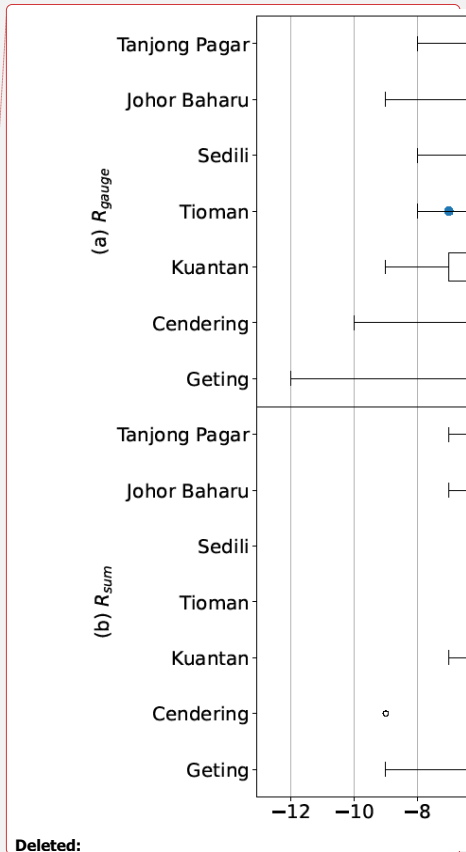 Tanjong Pagar
Johor Baharu
Sedili
Tioman
Kuantan
Cendering
Geting
(a) R_gauge
Tanjong Pagar
Johor Baharu
Sedili
Tioman
Kuantan
Cendering
Geting
(b) R_sum
−12 −10 −8
Deleted: